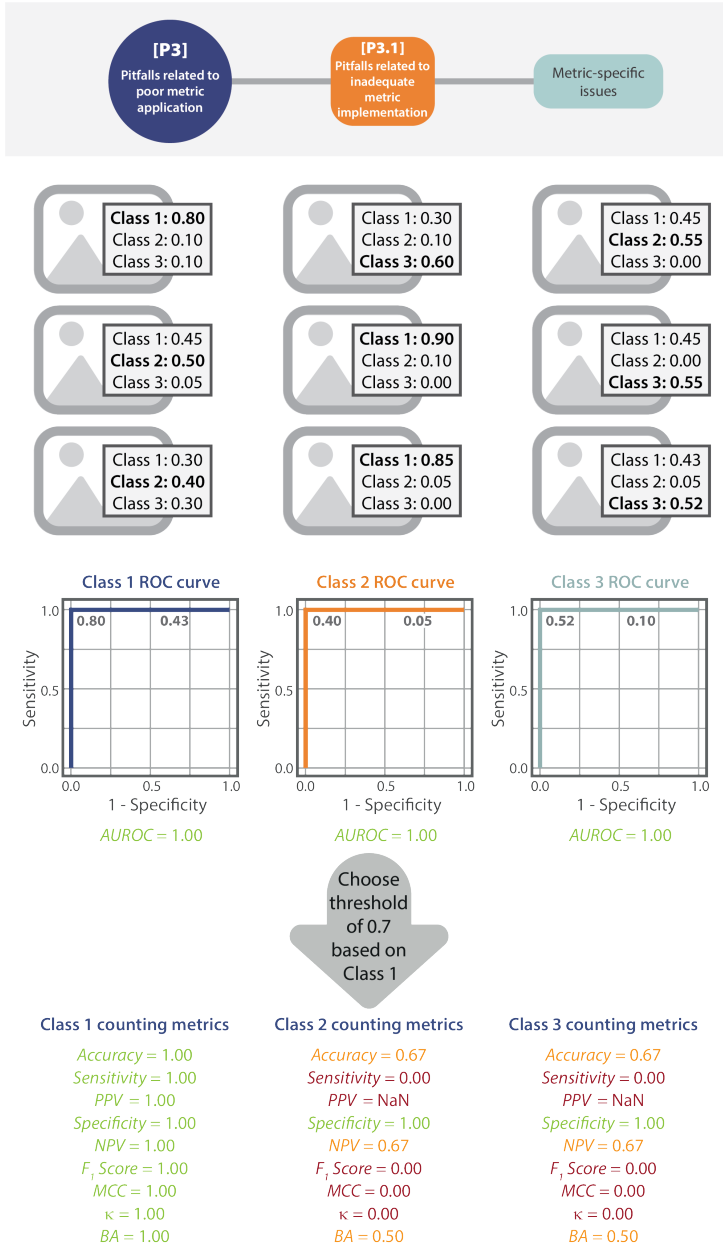 [P3]
Pitfalls related to
poor metric
application
[P3.1]
Pitfalls related to
inadequate
metric
implementation
Metric-specific
issues
Class 1: 0.80
Class 2: 0.10
Class 3: 0.10
Class 1: 0.30
Class 2: 0.10
Class 3: 0.60
Class 1: 0.45
Class 2: 0.55
Class 3: 0.00
Class 1: 0.45
Class 2: 0.50
Class 3: 0.05
Class 1: 0.90
Class 2: 0.10
Class 3: 0.00
Class 1: 0.45
Class 2: 0.00
Class 3: 0.55
Class 1: 0.30
Class 2: 0.40
Class 3: 0.30
Class 1: 0.85
Class 2: 0.05
Class 3: 0.00
Class 1: 0.43
Class 2: 0.05
Class 3: 0.52
Class 1 ROC curve
1.0
0.80 0.43
Sensitivity
0.5
0.0
0.0 0.5 1.0
1 - Specificity
AUROC = 1.00
Class 2 ROC curve
1.0
0.40 0.05
Sensitivity
0.5
0.0
0.0 0.5 1.0
1 - Specificity
AUROC = 1.00
Class 3 ROC curve
1.0
0.52 0.10
Sensitivity
0.5
0.0
0.0 0.5 1.0
1 - Specificity
AUROC = 1.00
Choose
threshold
of 0.7
based on
Class 1
Class 1 counting metrics
Accuracy = 1.00
Sensitivity = 1.00
PPV = 1.00
Specificity = 1.00
NPV = 1.00
F₁ Score = 1.00
MCC = 1.00
κ = 1.00
BA = 1.00
Class 2 counting metrics
Accuracy = 0.67
Sensitivity = 0.00
PPV = NaN
Specificity = 1.00
NPV = 0.67
F₁ Score = 0.00
MCC = 0.00
κ = 0.00
BA = 0.50
Class 3 counting metrics
Accuracy = 0.67
Sensitivity = 0.00
PPV = NaN
Specificity = 1.00
NPV = 0.67
F₁ Score = 0.00
MCC = 0.00
κ = 0.00
BA = 0.50